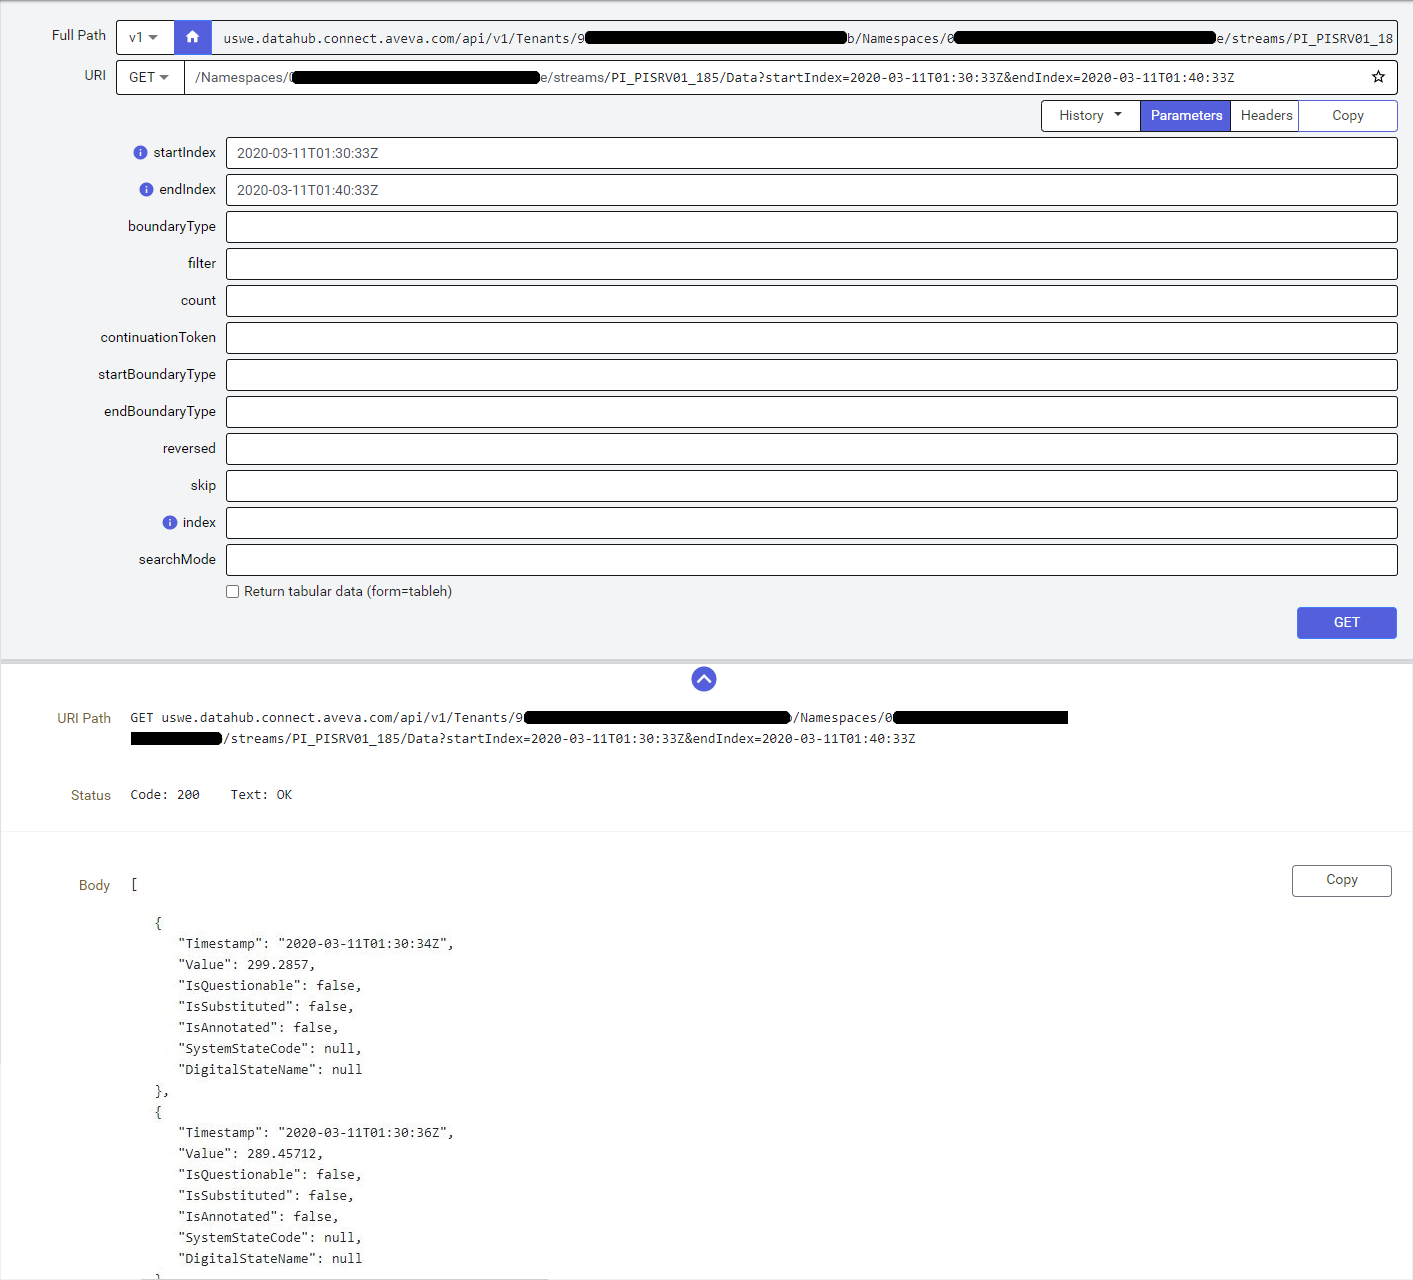 Full Path v1 uswe.datahub.connect.aveva.com/api/v1/Tenants/9 b/Namespaces/0 e/streams/PI_PISRV01_18
URI GET /Namespaces/ e/streams/PI_PISRV01_185/Data?startIndex=2020-03-11T01:30:33Z&endIndex=2020-03-11T01:40:33Z
History Parameters Headers Copy
startIndex 2020-03-11T01:30:33Z
endIndex 2020-03-11T01:40:33Z
boundaryType
filter
count
continuationToken
startBoundaryType
endBoundaryType
reversed
skip
index
searchMode
Return tabular data (form=tableh)
GET
URI Path GET uswe.datahub.connect.aveva.com/api/v1/Tenants/9 /Namespaces/0
/streams/PI_PISRV01_185/Data?startIndex=2020-03-11T01:30:33Z&endIndex=2020-03-11T01:40:33Z
Status Code: 200 Text: OK
Body [ Copy
{
"Timestamp": "2020-03-11T01:30:34Z",
"Value": 299.2857,
"IsQuestionable": false,
"IsSubstituted": false,
"IsAnnotated": false,
"SystemStateCode": null,
"DigitalStateName": null
},
{
"Timestamp": "2020-03-11T01:30:36Z",
"Value": 289.45712,
"IsQuestionable": false,
"IsSubstituted": false,
"IsAnnotated": false,
"SystemStateCode": null,
"DigitalStateName": null